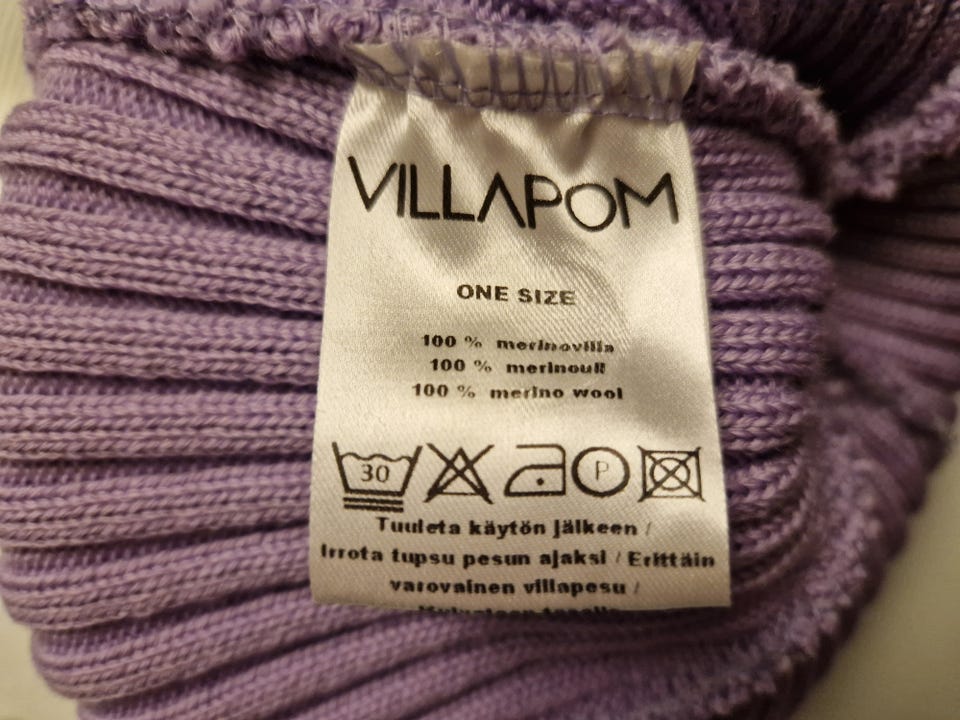 VILLAPOM
ONE SIZE
100 % merinovilla
100 % merinoull
100 % merino wool
30 P
Tuuleta käytön jälkeen /
Irrota tupsu pesun ajaksi / Erittäin
varovainen villapesu /